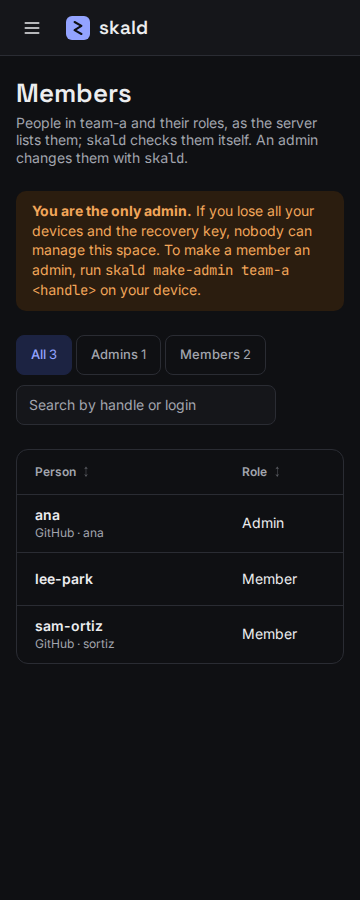 skald
Members
People in team-a and their roles, as the server
lists them; skald checks them itself. An admin
changes them with skald.
You are the only admin. If you lose all your
devices and the recovery key, nobody can
manage this space. To make a member an
admin, run skald make-admin team-a
<handle> on your device.
All 3 Admins 1 Members 2
Search by handle or login
Person Role
ana
GitHub · ana
Admin
lee-park
Member
sam-ortiz
GitHub · sortiz
Member